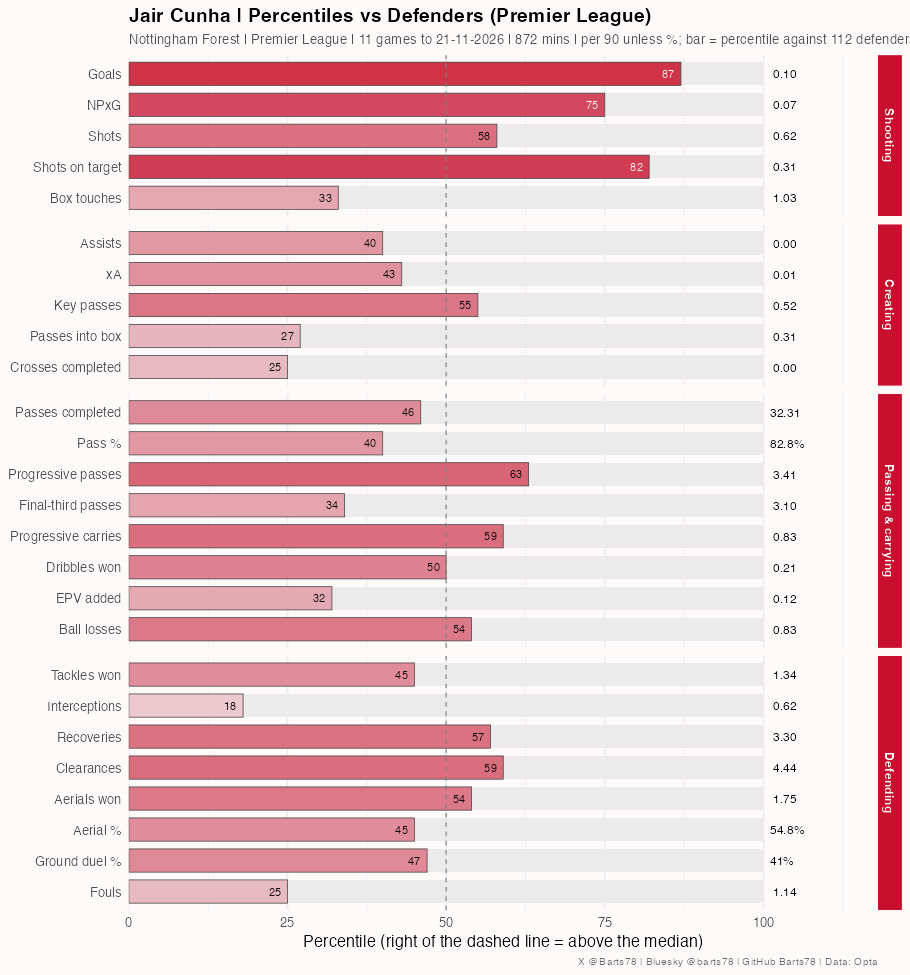 Jair Cunha | Percentiles vs Defenders (Premier League)
Nottingham Forest | Premier League | 11 games to 21-11-2026 | 872 mins | per 90 unless %; bar = percentile against 112 defender
Goals 87 0.10
NPxG 75 0.07
Shots 58 0.62
Shots on target 82 0.31
Box touches 33 1.03
Shooting
Assists 40 0.00
xA 43 0.01
Key passes 55 0.52
Passes into box 27 0.31
Crosses completed 25 0.00
Creating
Passes completed 46 32.31
Pass % 40 82.8%
Progressive passes 63 3.41
Final-third passes 34 3.10
Progressive carries 59 0.83
Dribbles won 50 0.21
EPV added 32 0.12
Ball losses 54 0.83
Passing & carrying
Tackles won 45 1.34
Interceptions 18 0.62
Recoveries 57 3.30
Clearances 59 4.44
Aerials won 54 1.75
Aerial % 45 54.8%
Ground duel % 47 41%
Fouls 25 1.14
Defending
0 25 50 75 100
Percentile (right of the dashed line = above the median)
X @Barts78 | Bluesky @barts78 | GitHub Barts78 | Data: Opta